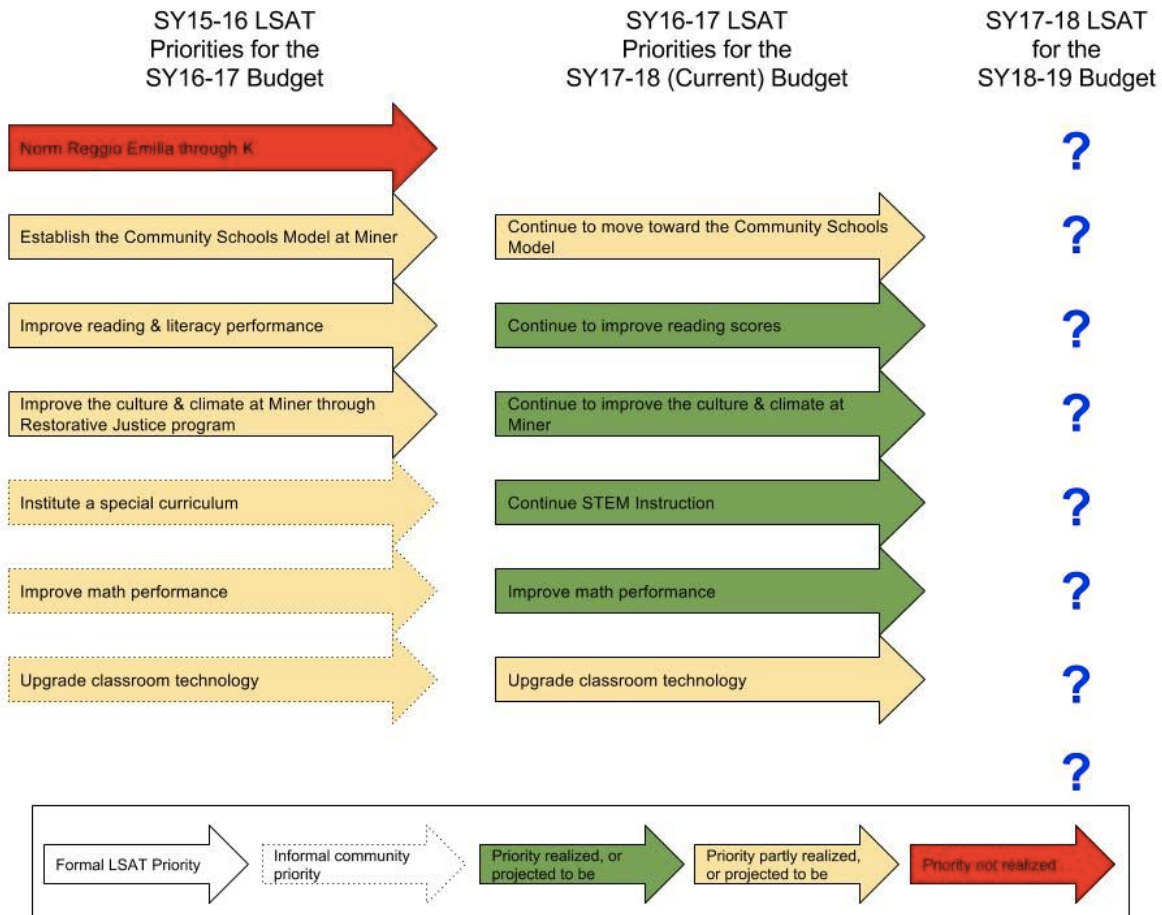 SY15-16 LSAT
Priorities for the
SY16-17 Budget
SY16-17 LSAT
Priorities for the
SY17-18 (Current) Budget
SY17-18 LSAT
for the
SY18-19 Budget
Norm Reggio Emilia through K
?
Establish the Community Schools Model at Miner
Continue to move toward the Community Schools
Model
?
Improve reading & literacy performance
Continue to improve reading scores
?
Improve the culture & climate at Miner through
Restorative Justice program
Continue to improve the culture & climate at
Miner
?
Institute a special curriculum
Continue STEM Instruction
?
Improve math performance
Improve math performance
?
Upgrade classroom technology
Upgrade classroom technology
?
?
Formal LSAT Priority
Informal community
priority
Priority realized, or
projected to be
Priority partly realized,
or projected to be
Priority not realized